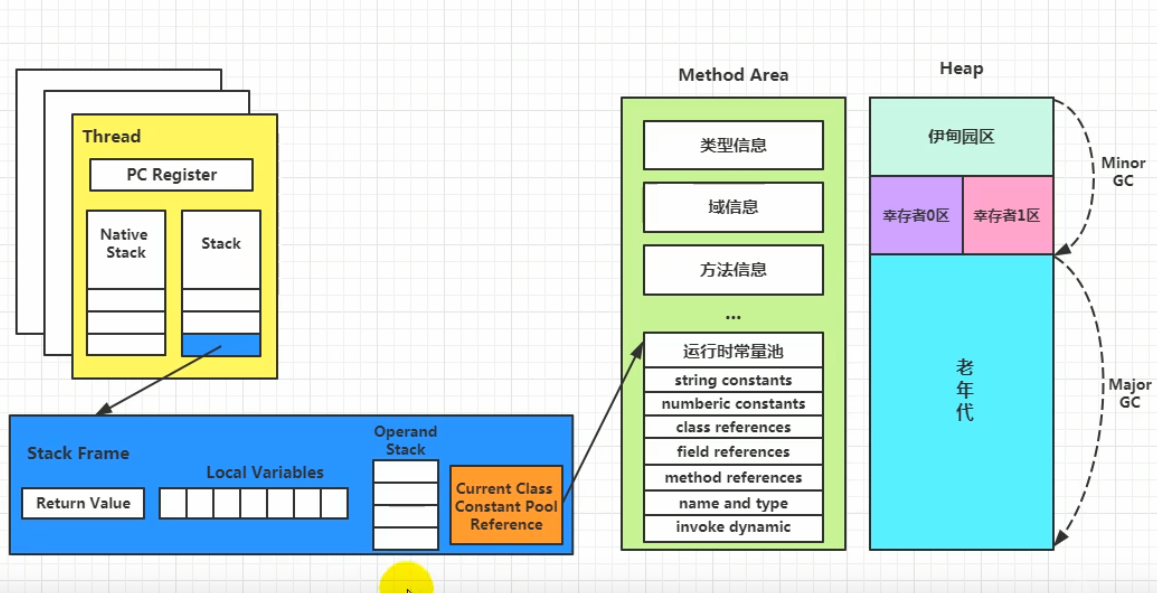 Thread
PC Register
Native
Stack
Stack
Stack Frame
Return Value
Local Variables
Operand
Stack
Current Class
Constant Pool
Reference
Method Area
类型信息
域信息
方法信息
...
运行时常量池
string constants
numberic constants
class references
field references
method references
name and type
invoke dynamic
Heap
伊甸园区
幸存者0区
幸存者1区
老
年
代
Minor
GC
Major
GC